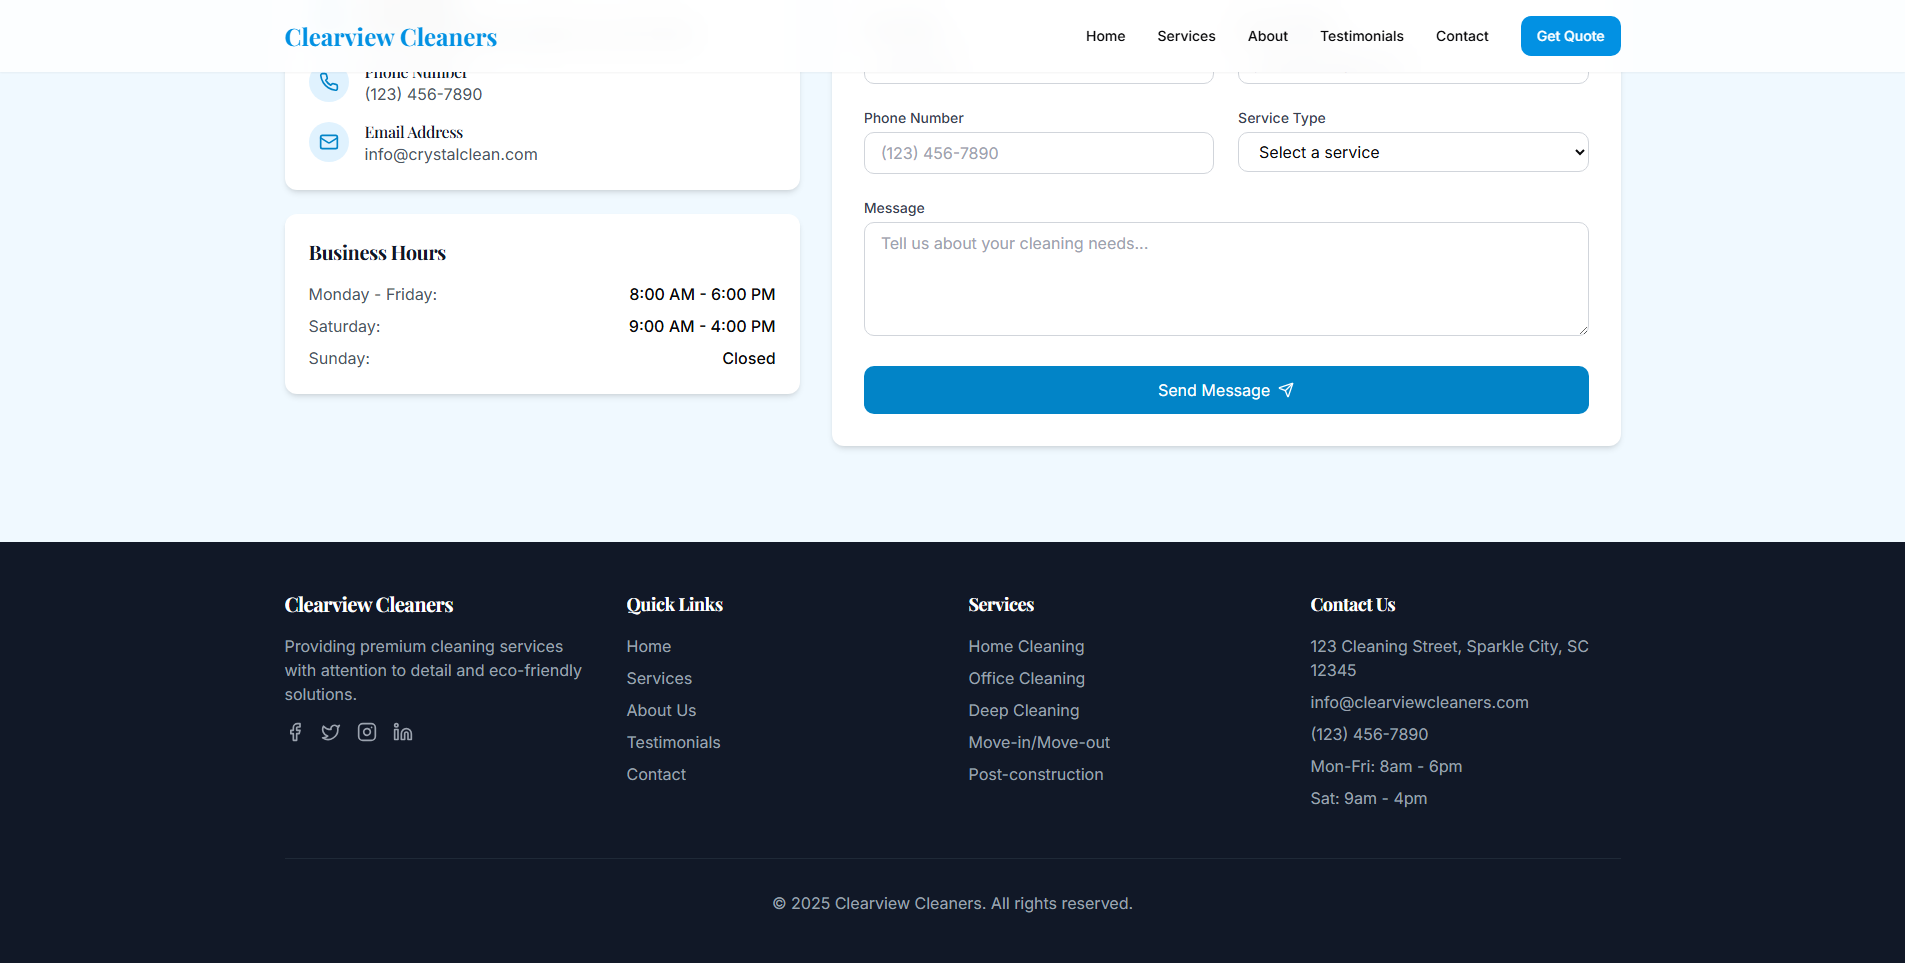 Clearview Cleaners
Home
Services
About
Testimonials
Contact
Get Quote
Phone Number
(123) 456-7890
Email Address
info@crystalclean.com
Business Hours
Monday - Friday: 8:00 AM - 6:00 PM
Saturday: 9:00 AM - 4:00 PM
Sunday: Closed
Phone Number
(123) 456-7890
Service Type
Select a service
Message
Tell us about your cleaning needs...
Send Message
Clearview Cleaners
Providing premium cleaning services
with attention to detail and eco-friendly
solutions.
Quick Links
Home
Services
About Us
Testimonials
Contact
Services
Home Cleaning
Office Cleaning
Deep Cleaning
Move-in/Move-out
Post-construction
Contact Us
123 Cleaning Street, Sparkle City, SC
12345
info@clearviewcleaners.com
(123) 456-7890
Mon-Fri: 8am - 6pm
Sat: 9am - 4pm
© 2025 Clearview Cleaners. All rights reserved.